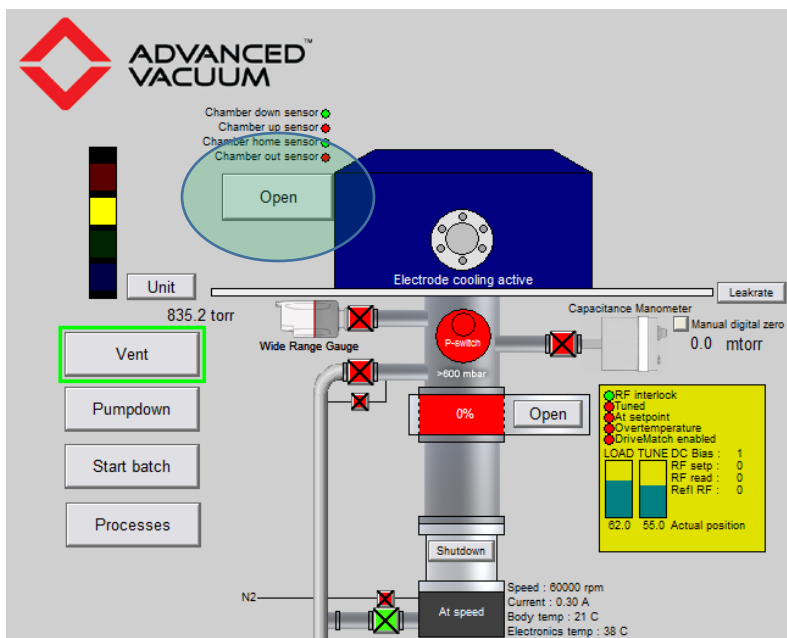 ADVANCED™
VACUUM
Chamber down sensor
Chamber up sensor
Chamber home sensor
Chamber out sensor
Open
Electrode cooling active
Unit
Leakrate
835.2 torr
Capacitance Manometer
Manual digital zero
0.0 mtorr
Wide Range Gauge
P-switch
>600 mbar
Vent
Pumpdown
Start batch
Processes
0%
Open
RF interlock
Tuned
At setpoint
Overtemperature
DriveMatch enabled
LOAD TUNE DC Bias : 1
RF setp : 0
RF read : 0
Refl RF : 0
62.0 55.0 Actual position
Shutdown
N2
At speed
Speed : 60000 rpm
Current : 0.30 A
Body temp : 21 C
Electronics temp : 38 C